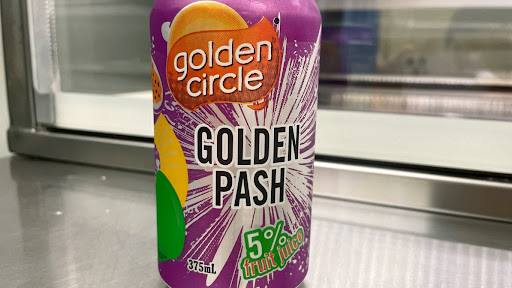 golden
circle
GOLDEN
PASH
5%
fruit juice
375mL